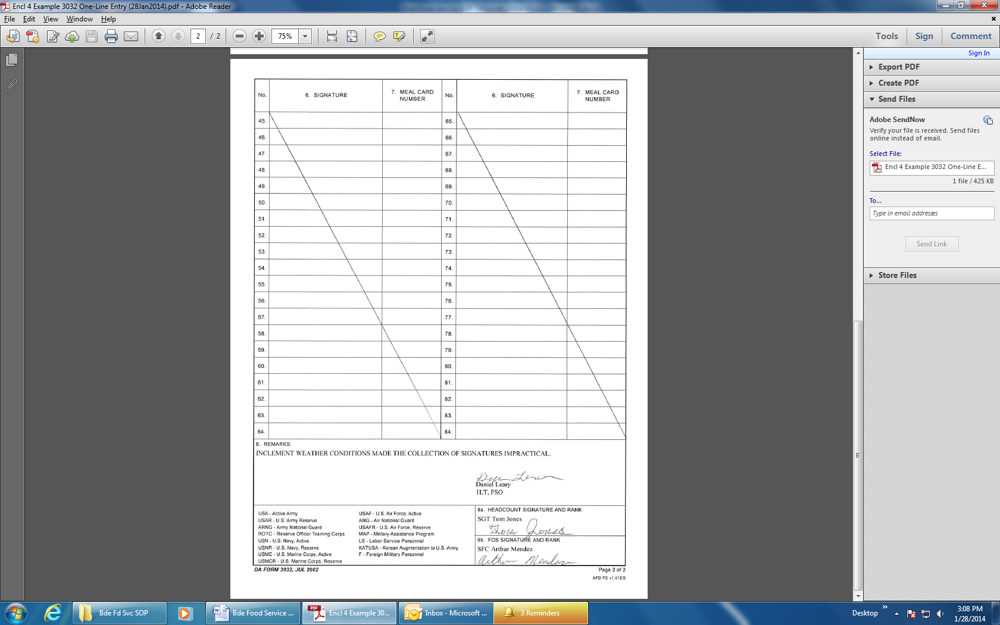 Encl 4 Example 3032 One-Line Entry (28Jan2014).pdf - Adobe Reader
File Edit View Window Help
2 / 2 75% Tools Sign Comment
Sign In
Export PDF
Create PDF
Send Files
Adobe SendNow
Verify your file is received. Send files
online instead of email.
Select File:
Encl 4 Example 3032 One-Line E...
1 file / 425 KB
To...
Type in email addresses
Send Link
Store Files
No. 6. SIGNATURE 7. MEAL CARD NUMBER No. 6. SIGNATURE 7. MEAL CARD NUMBER
45. 65.
46. 66.
47. 67.
48. 68.
49. 69.
50. 70.
51. 71.
52. 72.
53. 73.
54. 74.
55. 75.
56. 76.
57. 77.
58. 78.
59. 79.
60. 80.
61. 81.
62. 82.
63. 83.
64. 84.
8. REMARKS:
INCLEMENT WEATHER CONDITIONS MADE THE COLLECTION OF SIGNATURES IMPRACTICAL.
Daniel Leary
1LT, FSO
USA - Active Army
USAR - U.S. Army Reserve
ARNG - Army National Guard
ROTC - Reserve Officer Training Corps
USN - U.S. Navy, Active
USNR - U.S. Navy, Reserve
USMC - U.S. Marine Corps, Active
USMCR - U.S. Marine Corps, Reserve
USAF - U.S. Air Force, Active
ANG - Air National Guard
USAFR - U.S. Air Force, Reserve
MAP - Military Assistance Program
LS - Labor Service Personnel
KATUSA - Korean Augmentation to U.S. Army
F - Foreign Military Personnel
9a. HEADCOUNT SIGNATURE AND RANK
SGT Tom Jones
Tom Jones
9b. FOS SIGNATURE AND RANK
SFC Arthur Mendez
Arthur Mendez
DA FORM 3032, JUL 2002 Page 2 of 2
APD PE v1.01ES
Bde Fd Svc SOP Bde Food Service ... PDF Encl 4 Example 30... Inbox - Microsoft ... 3 Reminders Desktop 3:08 PM
1/28/2014